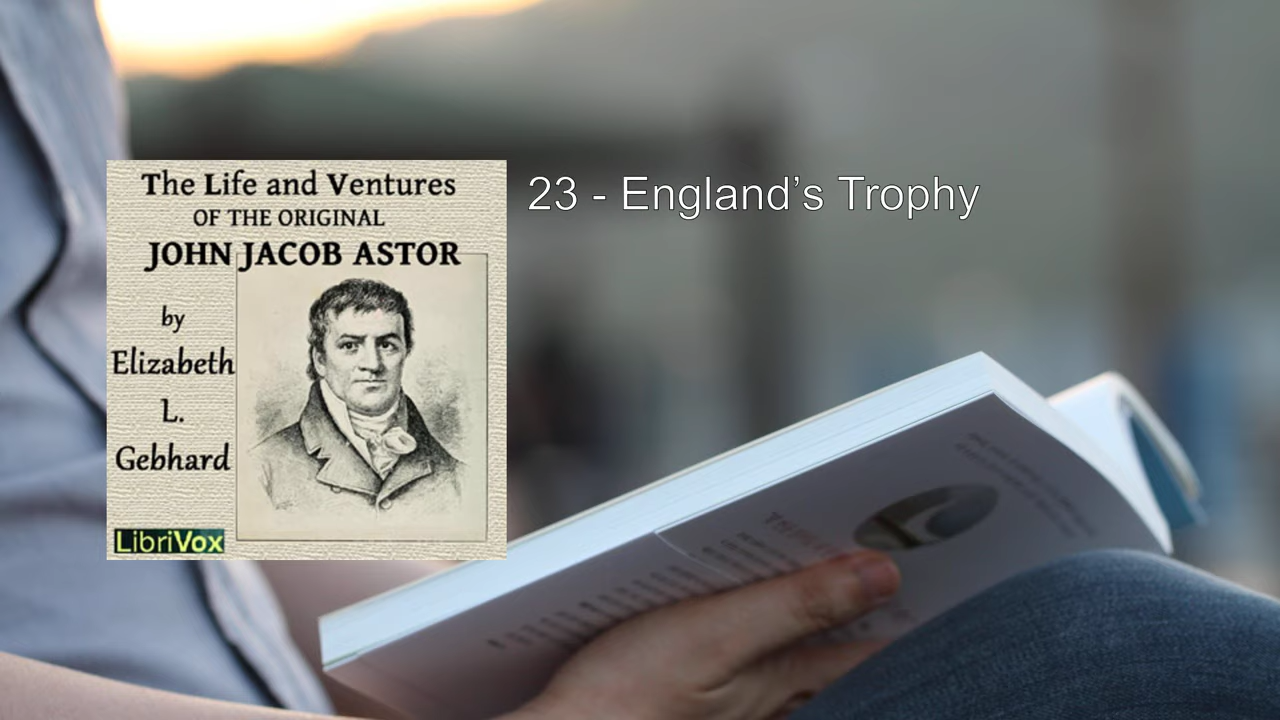 The Life and Ventures
OF THE ORIGINAL
JOHN JACOB ASTOR
by
Elizabeth
L.
Gebhard
LibriVox
23 - England’s Trophy